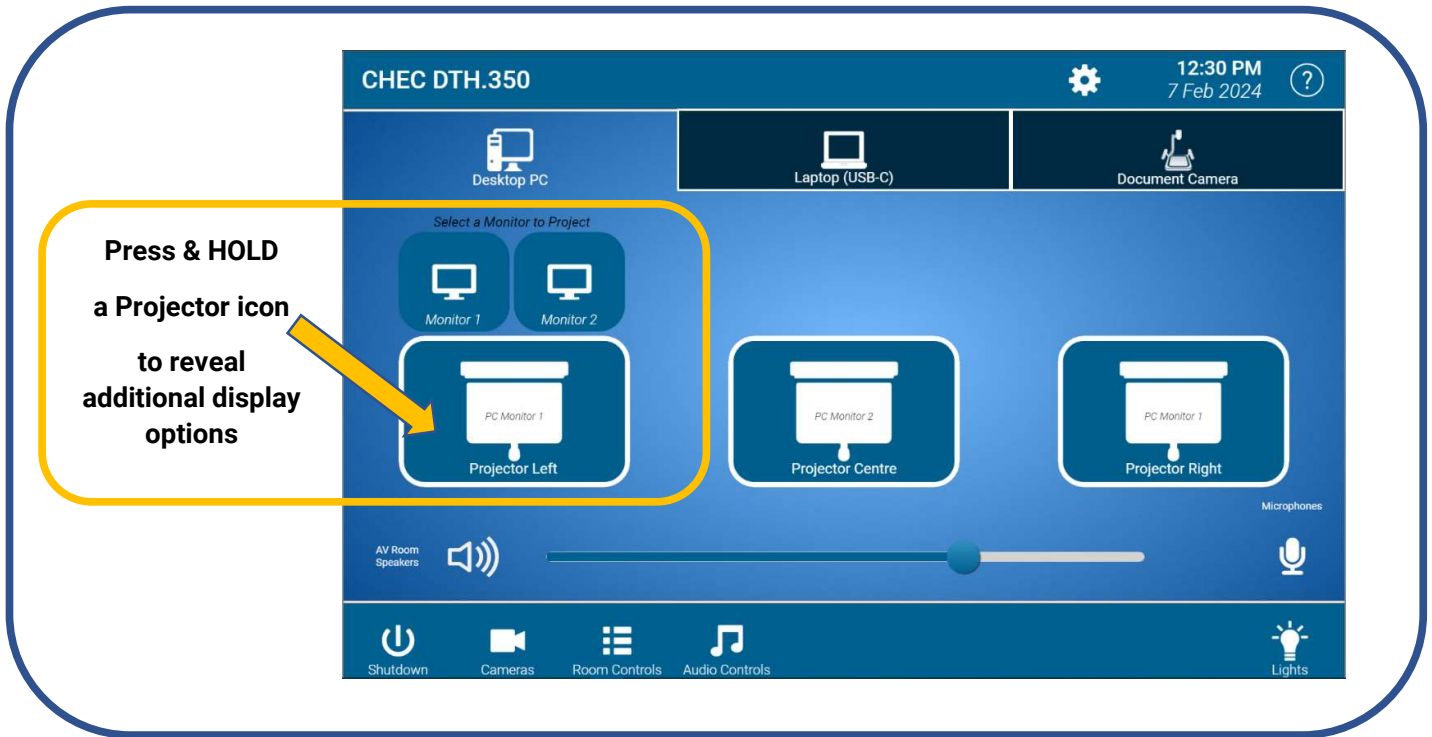 CHEC DTH.350
12:30 PM
7 Feb 2024
?
Desktop PC
Laptop (USB-C)
Document Camera
Press & HOLD
a Projector icon
to reveal
additional display
options
Select a Monitor to Project
Monitor 1
Monitor 2
PC Monitor 1
Projector Left
PC Monitor 2
Projector Centre
PC Monitor 1
Projector Right
Microphones
AV Room
Speakers
Shutdown
Cameras
Room Controls
Audio Controls
Lights